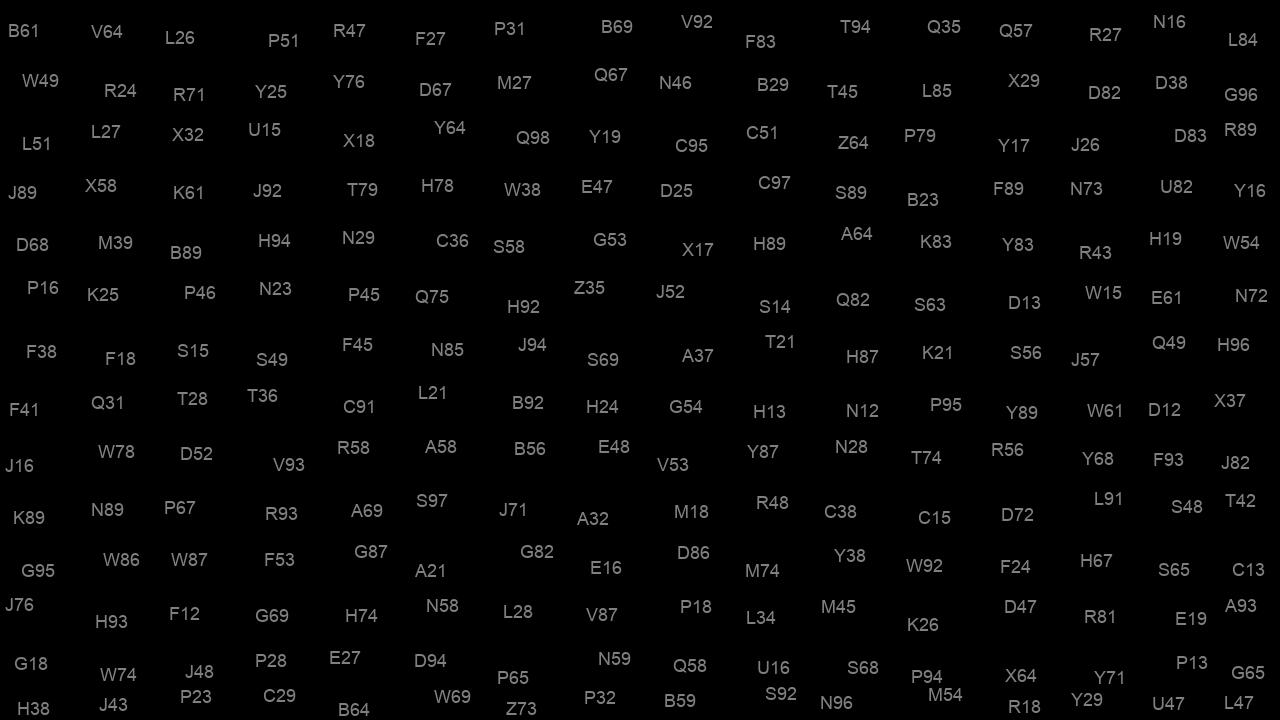 B61 V64 L26 P51 R47 F27 P31 B69 V92 F83 T94 Q35 Q57 R27 N16 L84
W49 R24 R71 Y25 Y76 D67 M27 Q67 N46 B29 T45 L85 X29 D82 D38 G96
L51 L27 X32 U15 X18 Y64 Q98 Y19 C95 C51 Z64 P79 Y17 J26 D83 R89
J89 X58 K61 J92 T79 H78 W38 E47 D25 C97 S89 B23 F89 N73 U82 Y16
D68 M39 B89 H94 N29 C36 S58 G53 X17 H89 A64 K83 Y83 R43 H19 W54
P16 K25 P46 N23 P45 Q75 H92 Z35 J52 S14 Q82 S63 D13 W15 E61 N72
F38 F18 S15 S49 F45 N85 J94 S69 A37 T21 H87 K21 S56 J57 Q49 H96
F41 Q31 T28 T36 C91 L21 B92 H24 G54 H13 N12 P95 Y89 W61 D12 X37
J16 W78 D52 V93 R58 A58 B56 E48 V53 Y87 N28 T74 R56 Y68 F93 J82
K89 N89 P67 R93 A69 S97 J71 A32 M18 R48 C38 C15 D72 L91 S48 T42
G95 W86 W87 F53 G87 A21 G82 E16 D86 M74 Y38 W92 F24 H67 S65 C13
J76 H93 F12 G69 H74 N58 L28 V87 P18 L34 M45 K26 D47 R81 E19 A93
G18 W74 J48 P28 E27 D94 P65 N59 Q58 U16 S68 P94 X64 Y71 P13 G65
H38 J43 P23 C29 B64 W69 Z73 P32 B59 S92 N96 M54 R18 Y29 U47 L47